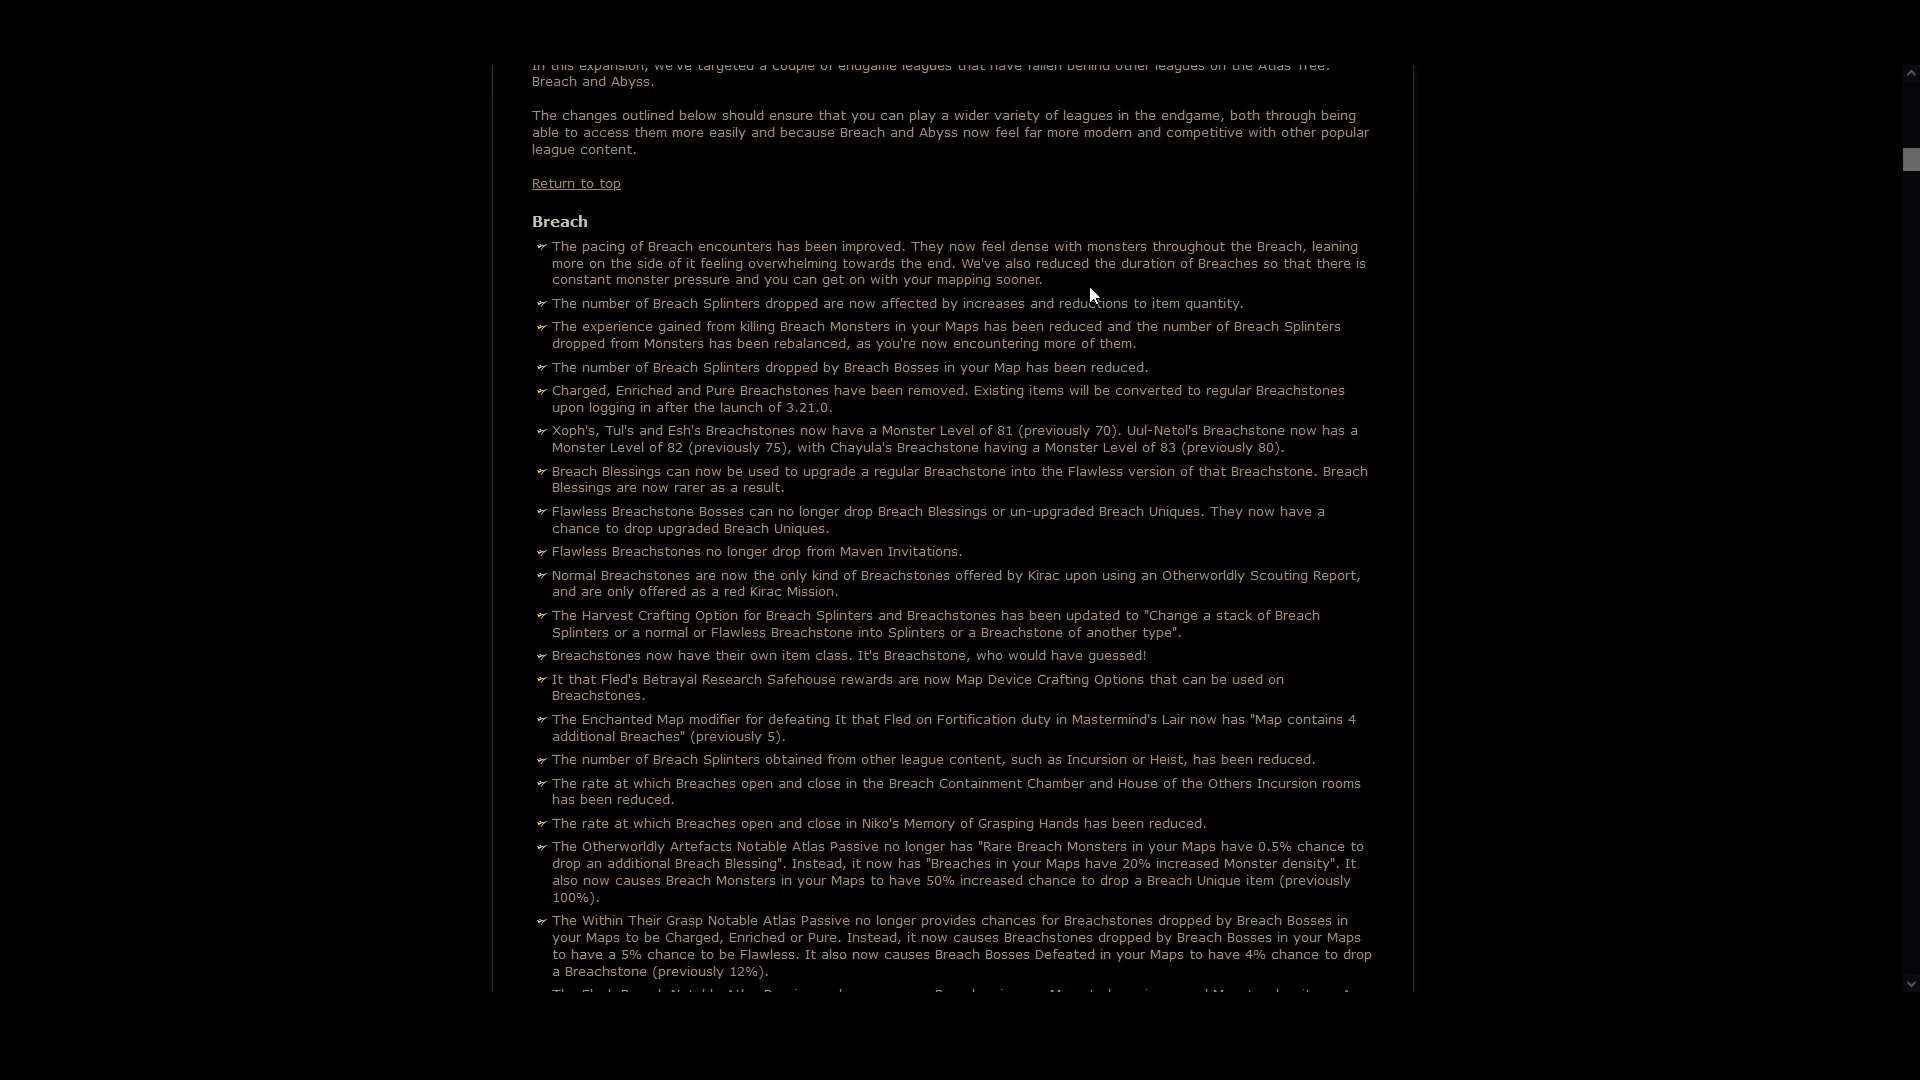 In this expansion, we've targeted a couple of endgame leagues that have fallen behind other leagues on the Atlas Tree:
Breach and Abyss.
The changes outlined below should ensure that you can play a wider variety of leagues in the endgame, both through being
able to access them more easily and because Breach and Abyss now feel far more modern and competitive with other popular
league content.
Return to top
Breach
The pacing of Breach encounters has been improved. They now feel dense with monsters throughout the Breach, leaning
more on the side of it feeling overwhelming towards the end. We've also reduced the duration of Breaches so that there is
constant monster pressure and you can get on with your mapping sooner.
The number of Breach Splinters dropped are now affected by increases and reductions to item quantity.
The experience gained from killing Breach Monsters in your Maps has been reduced and the number of Breach Splinters
dropped from Monsters has been rebalanced, as you're now encountering more of them.
The number of Breach Splinters dropped by Breach Bosses in your Map has been reduced.
Charged, Enriched and Pure Breachstones have been removed. Existing items will be converted to regular Breachstones
upon logging in after the launch of 3.21.0.
Xoph's, Tul's and Esh's Breachstones now have a Monster Level of 81 (previously 70). Uul-Netol's Breachstone now has a
Monster Level of 82 (previously 75), with Chayula's Breachstone having a Monster Level of 83 (previously 80).
Breach Blessings can now be used to upgrade a regular Breachstone into the Flawless version of that Breachstone. Breach
Blessings are now rarer as a result.
Flawless Breachstone Bosses can no longer drop Breach Blessings or un-upgraded Breach Uniques. They now have a
chance to drop upgraded Breach Uniques.
Flawless Breachstones no longer drop from Maven Invitations.
Normal Breachstones are now the only kind of Breachstones offered by Kirac upon using an Otherworldly Scouting Report,
and are only offered as a red Kirac Mission.
The Harvest Crafting Option for Breach Splinters and Breachstones has been updated to "Change a stack of Breach
Splinters or a normal or Flawless Breachstone into Splinters or a Breachstone of another type".
Breachstones now have their own item class. It's Breachstone, who would have guessed!
It that Fled's Betrayal Research Safehouse rewards are now Map Device Crafting Options that can be used on
Breachstones.
The Enchanted Map modifier for defeating It that Fled on Fortification duty in Mastermind's Lair now has "Map contains 4
additional Breaches" (previously 5).
The number of Breach Splinters obtained from other league content, such as Incursion or Heist, has been reduced.
The rate at which Breaches open and close in the Breach Containment Chamber and House of the Others Incursion rooms
has been reduced.
The rate at which Breaches open and close in Niko's Memory of Grasping Hands has been reduced.
The Otherworldly Artefacts Notable Atlas Passive no longer has "Rare Breach Monsters in your Maps have 0.5% chance to
drop an additional Breach Blessing". Instead, it now has "Breaches in your Maps have 20% increased Monster density". It
also now causes Breach Monsters in your Maps to have 50% increased chance to drop a Breach Unique item (previously
100%).
The Within Their Grasp Notable Atlas Passive no longer provides chances for Breachstones dropped by Breach Bosses in
your Maps to be Charged, Enriched or Pure. Instead, it now causes Breachstones dropped by Breach Bosses in your Maps
to have a 5% chance to be Flawless. It also now causes Breach Bosses Defeated in your Maps to have 4% chance to drop
a Breachstone (previously 12%).